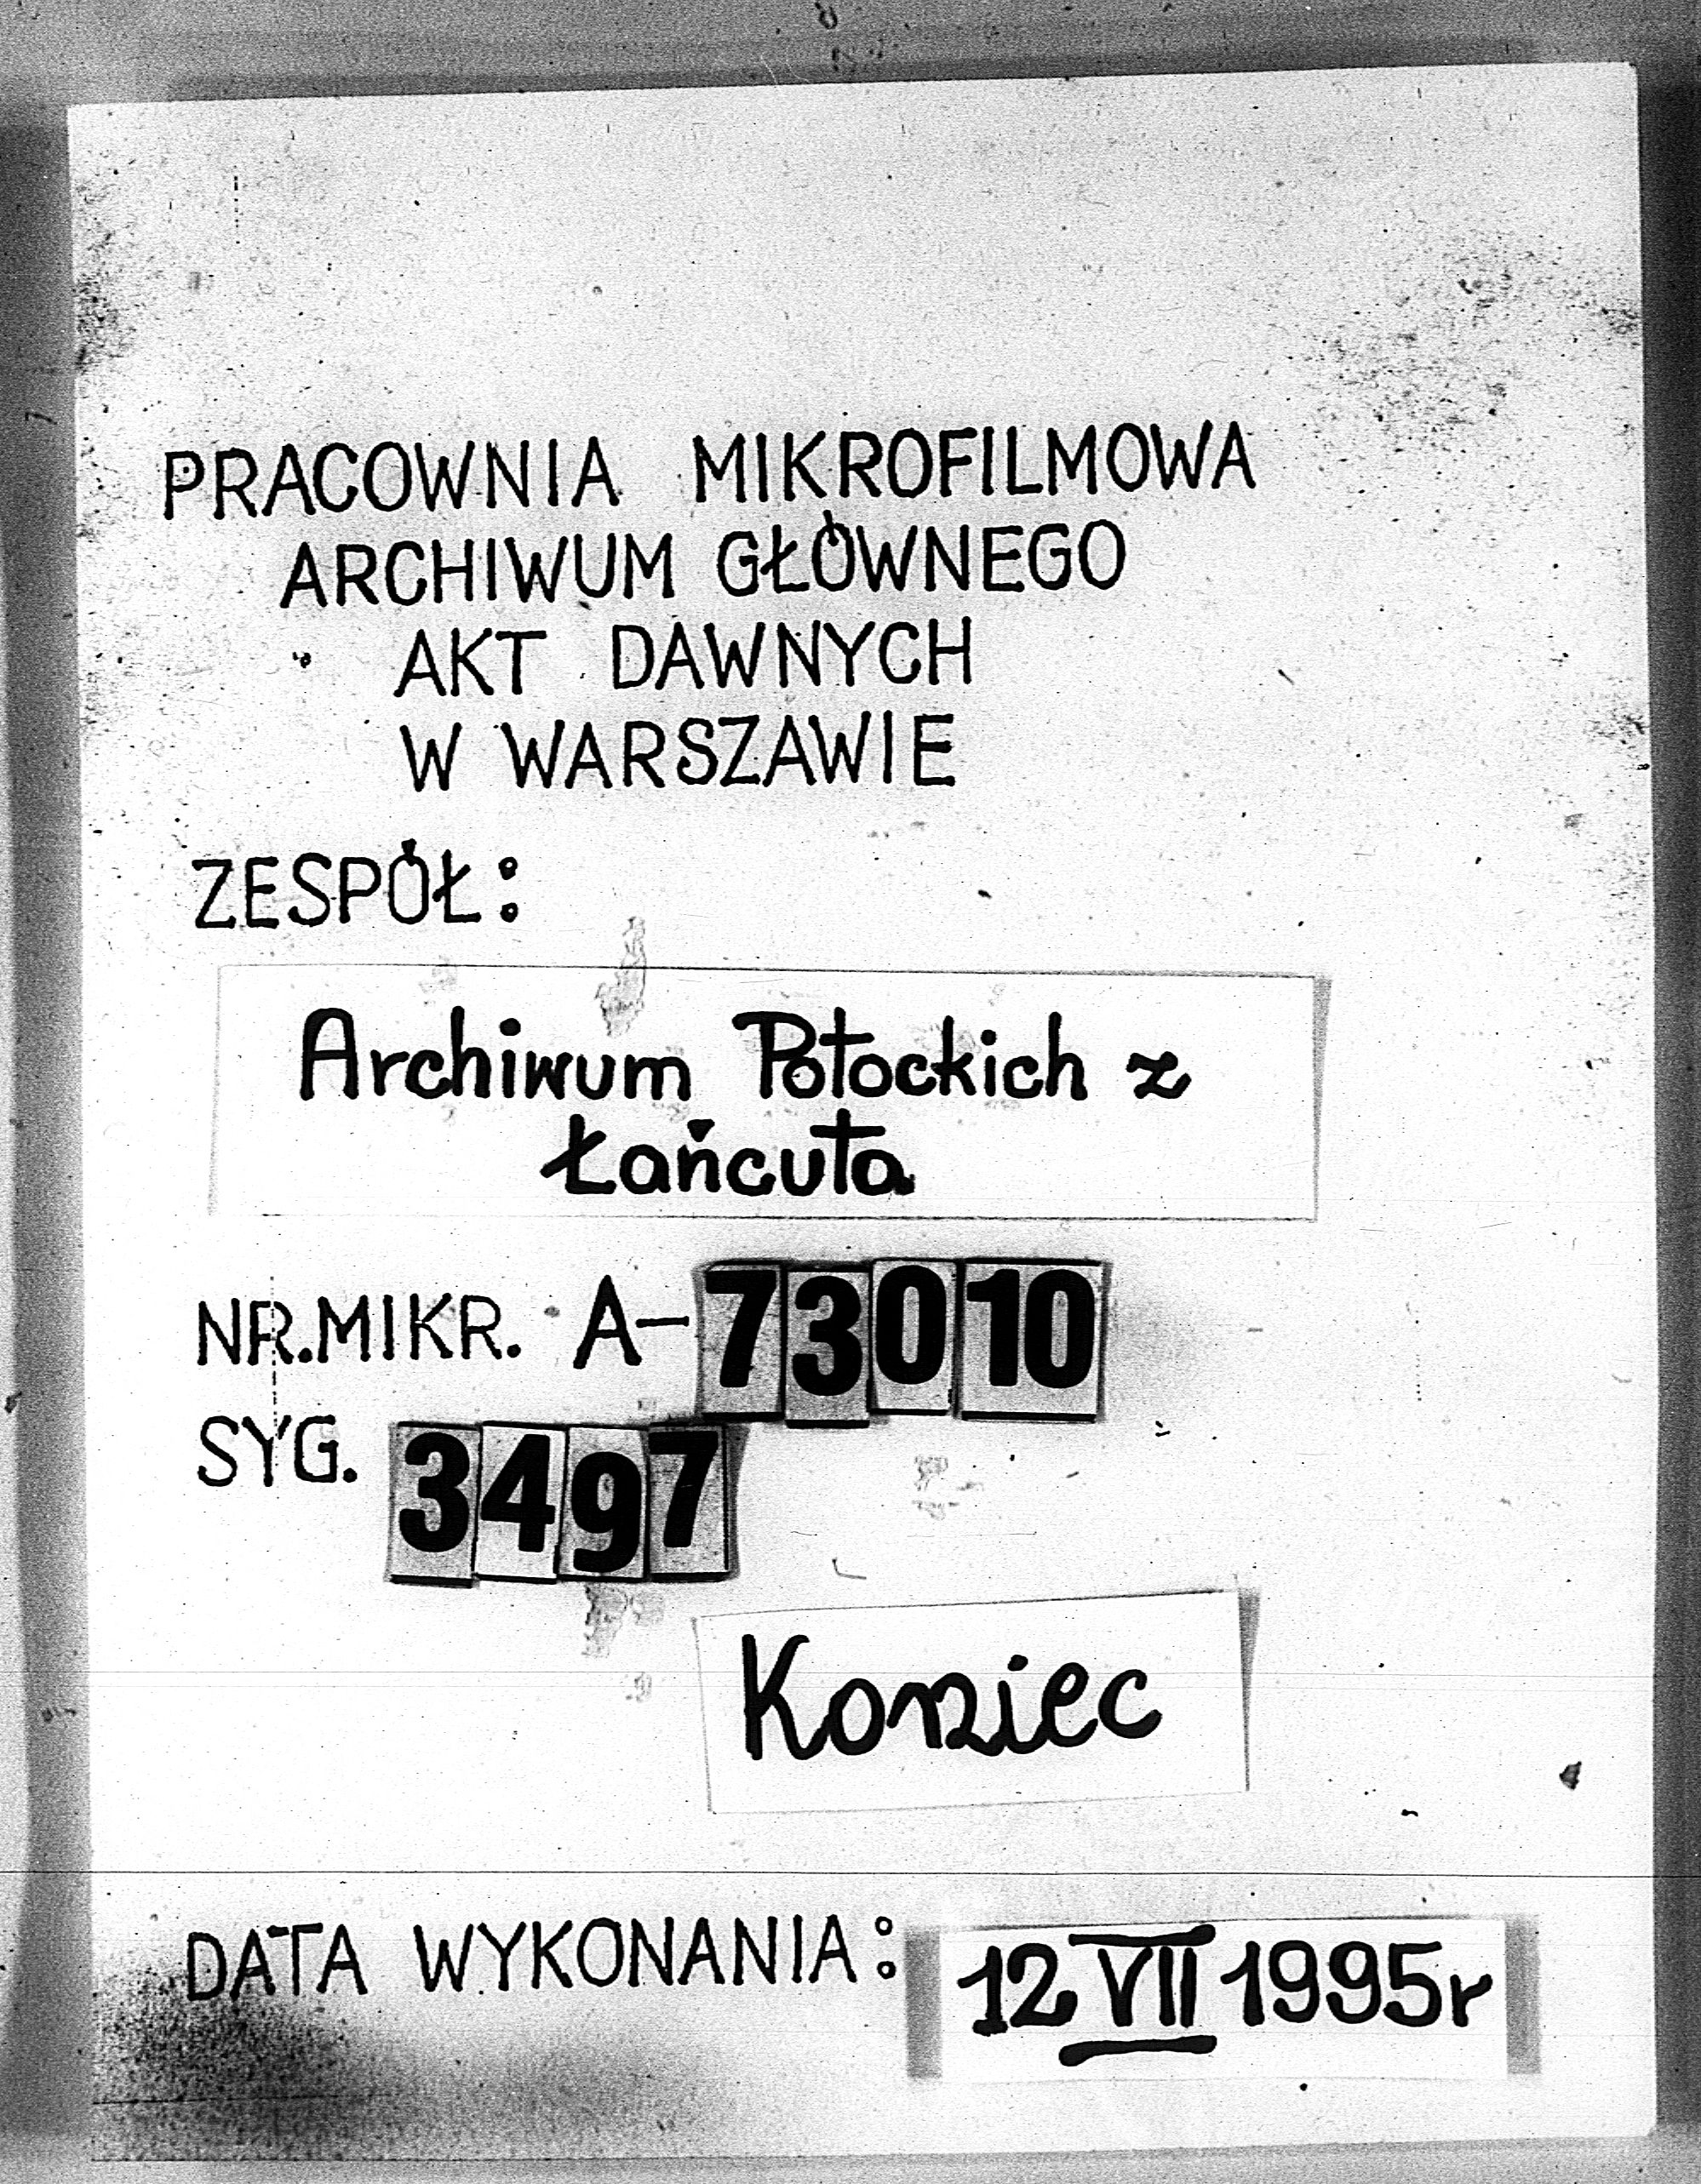 PRACOWNIA MIKROFILMOWA
ARCHIWUM GŁÓWNEGO
AKT DAWNYCH
W WARSZAWIE
ZESPÓŁ:
Archiwum Potockich z
Łańcuta
NR.MIKR. A-73010
SYG. 3497
Koniec
DATA WYKONANIA: 12 VII 1995r